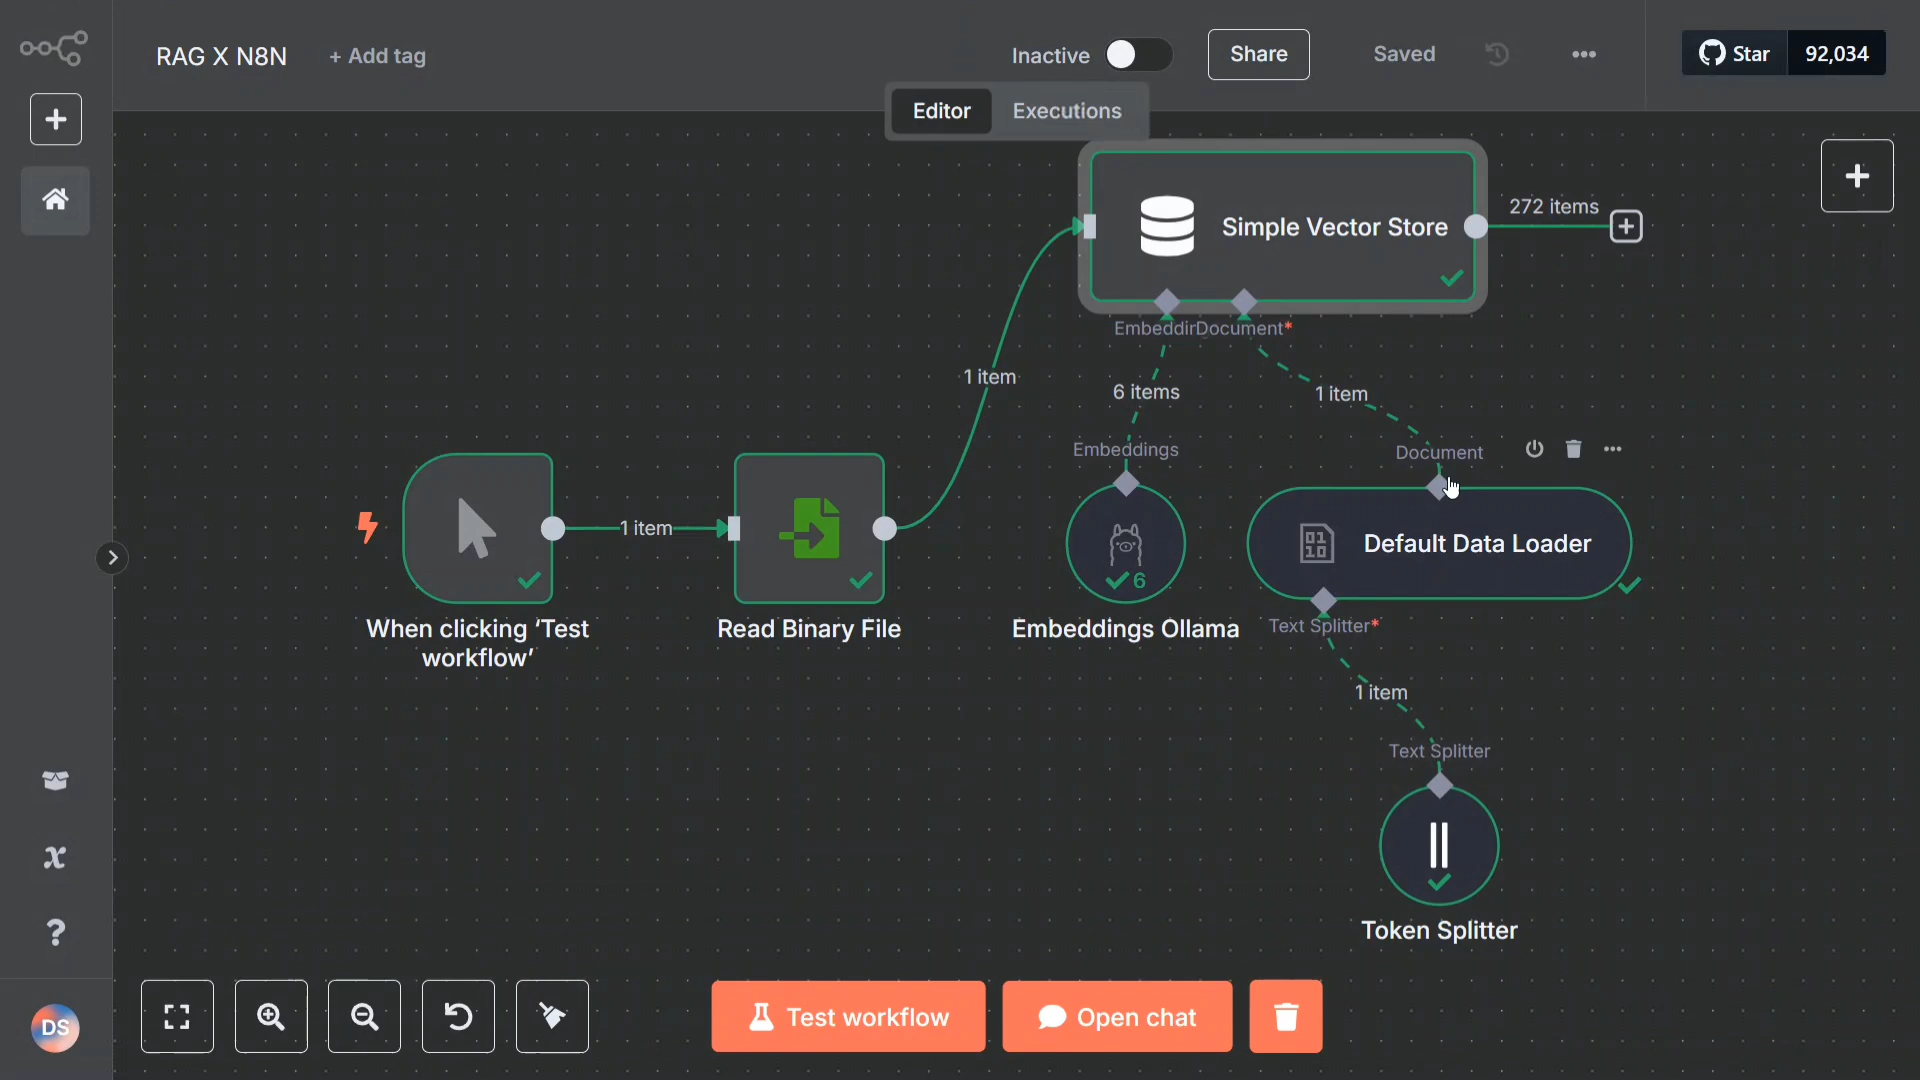 RAG X N8N
+ Add tag
Inactive
Share
Saved
Star
92,034
Editor
Executions
Simple Vector Store
272 items
EmbeddirDocument*
1 item
6 items
1 item
Embeddings
Document
1 item
Default Data Loader
6
When clicking ‘Test
workflow’
Read Binary File
Embeddings Ollama
Text Splitter*
1 item
Text Splitter
Token Splitter
DS
Test workflow
Open chat